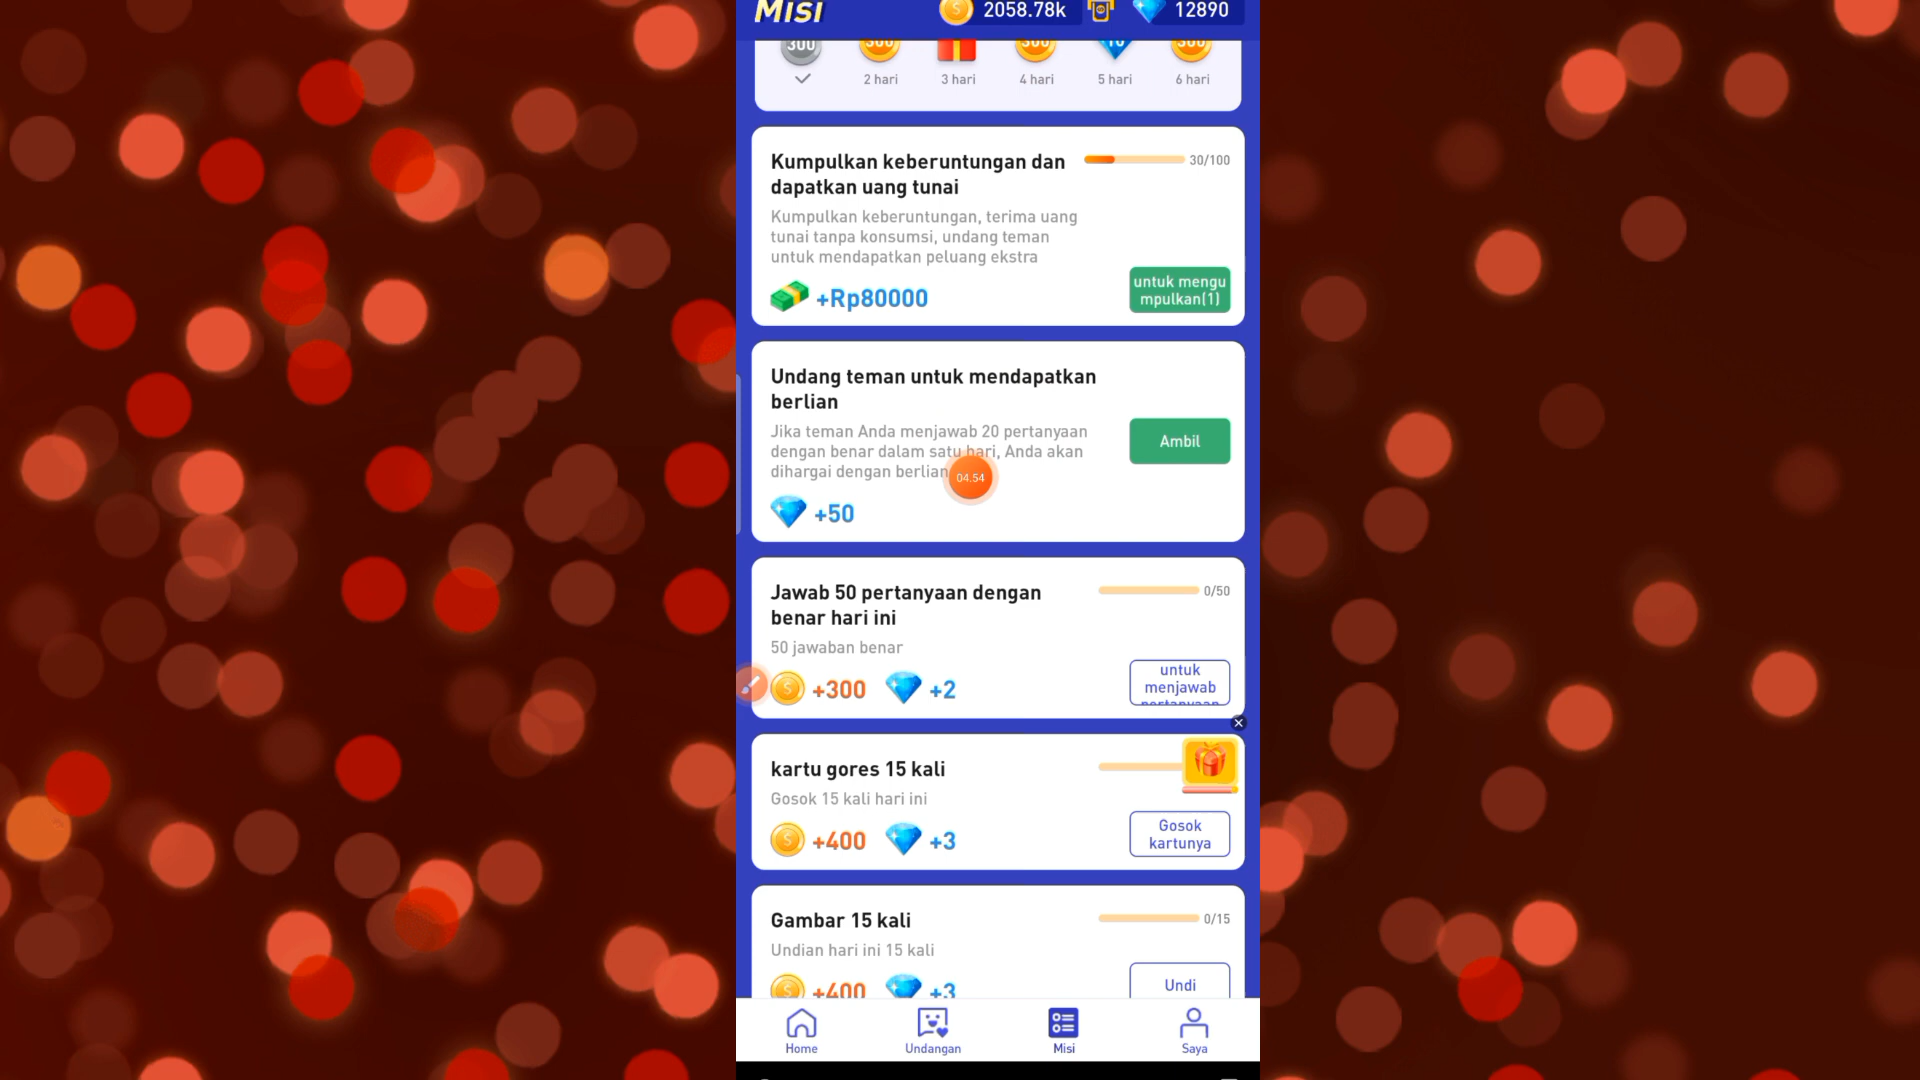 MISI
2058.78k
12890
300
300
300
10
300
2 hari
3 hari
4 hari
5 hari
6 hari
Kumpulkan keberuntungan dan
dapatkan uang tunai
30/100
Kumpulkan keberuntungan, terima uang
tunai tanpa konsumsi, undang teman
untuk mendapatkan peluang ekstra
+Rp80000
untuk mengu
mpulkan(1)
Undang teman untuk mendapatkan
berlian
Jika teman Anda menjawab 20 pertanyaan
dengan benar dalam satu hari, Anda akan
dihargai dengan berlian
Ambil
04.54
+50
Jawab 50 pertanyaan dengan
benar hari ini
0/50
50 jawaban benar
+300
+2
untuk
menjawab
pertanyaan
kartu gores 15 kali
Gosok 15 kali hari ini
+400
+3
Gosok
kartunya
Gambar 15 kali
0/15
Undian hari ini 15 kali
+400
+3
Undi
Home
Undangan
Misi
Saya